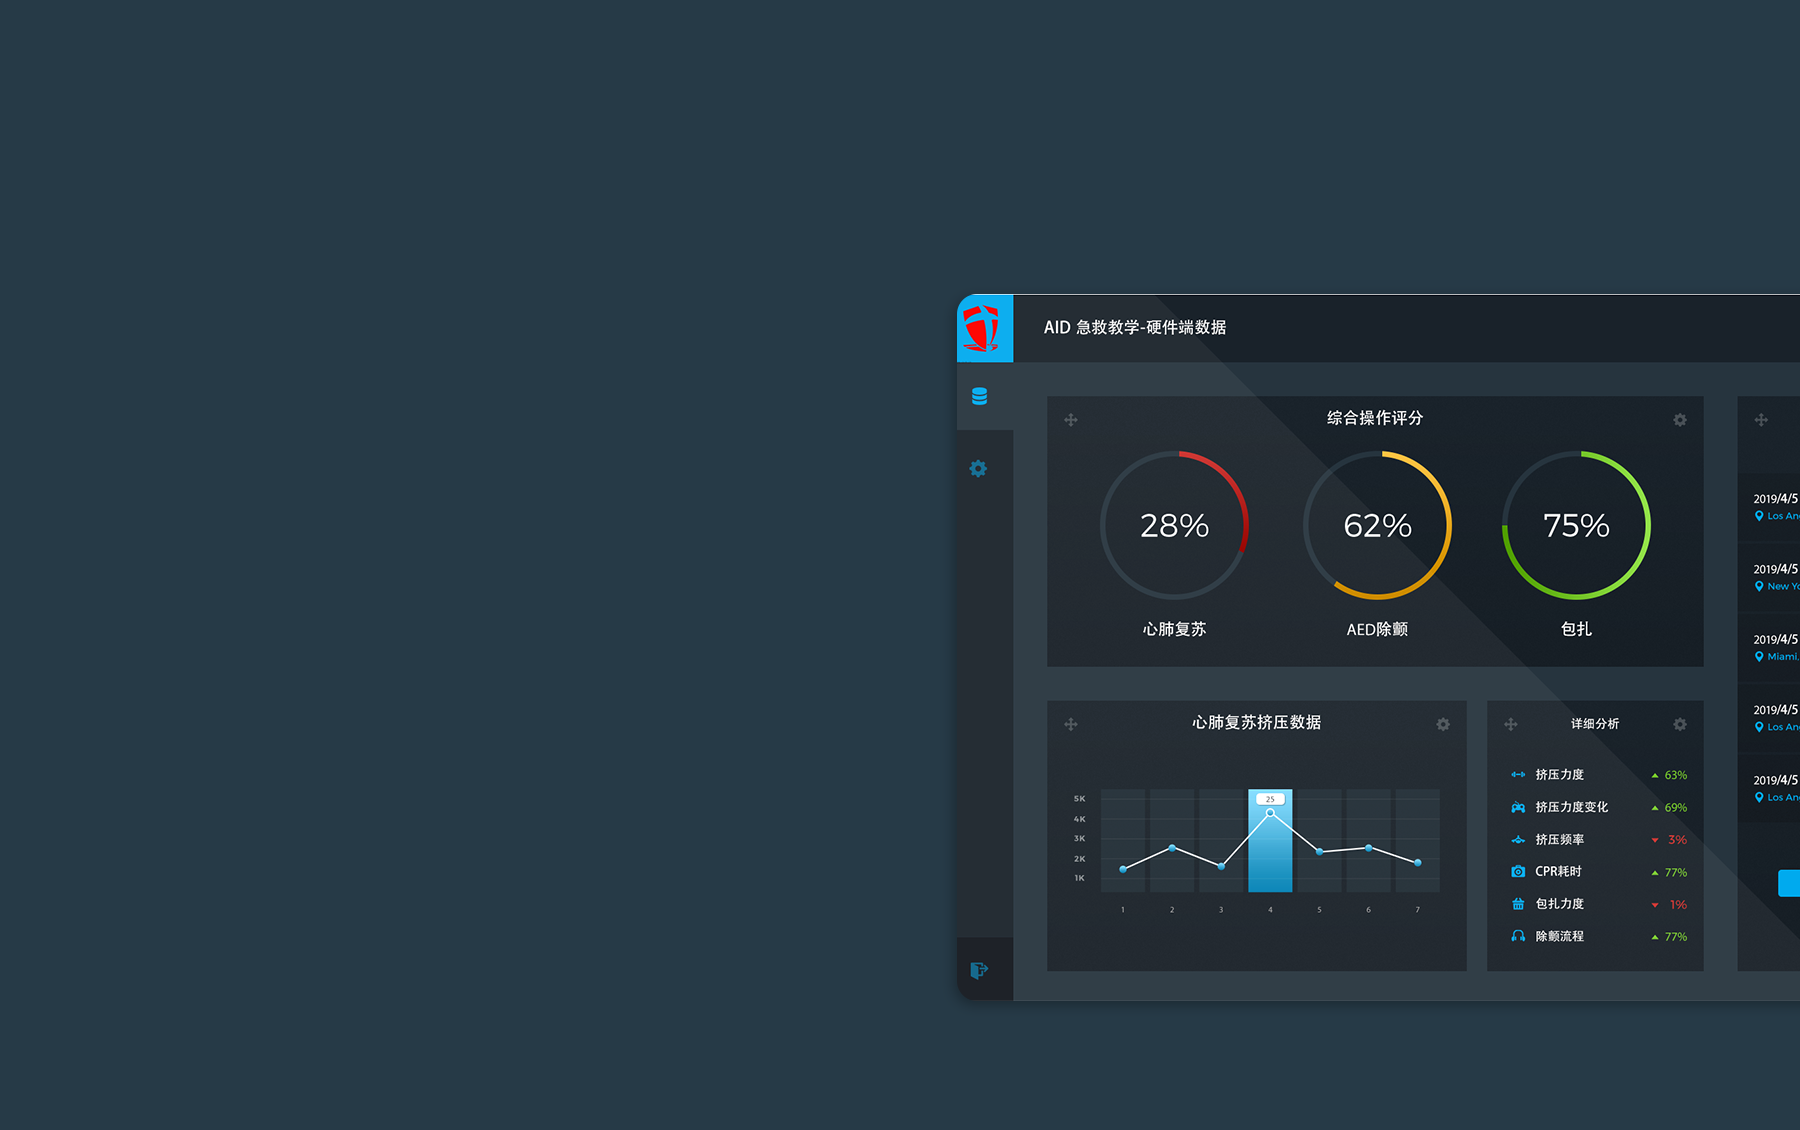 AID 急救教学-硬件端数据
综合操作评分
28%
62%
75%
心肺复苏
AED除颤
包扎
心肺复苏挤压数据
5K
4K
3K
2K
1K
25
1 2 3 4 5 6 7
详细分析
挤压力度 63%
挤压力度变化 69%
挤压频率 3%
CPR耗时 77%
包扎力度 1%
除颤流程 77%
2019/4/5
Los An
2019/4/5
New Yo
2019/4/5
Miami,
2019/4/5
Los An
2019/4/5
Los An